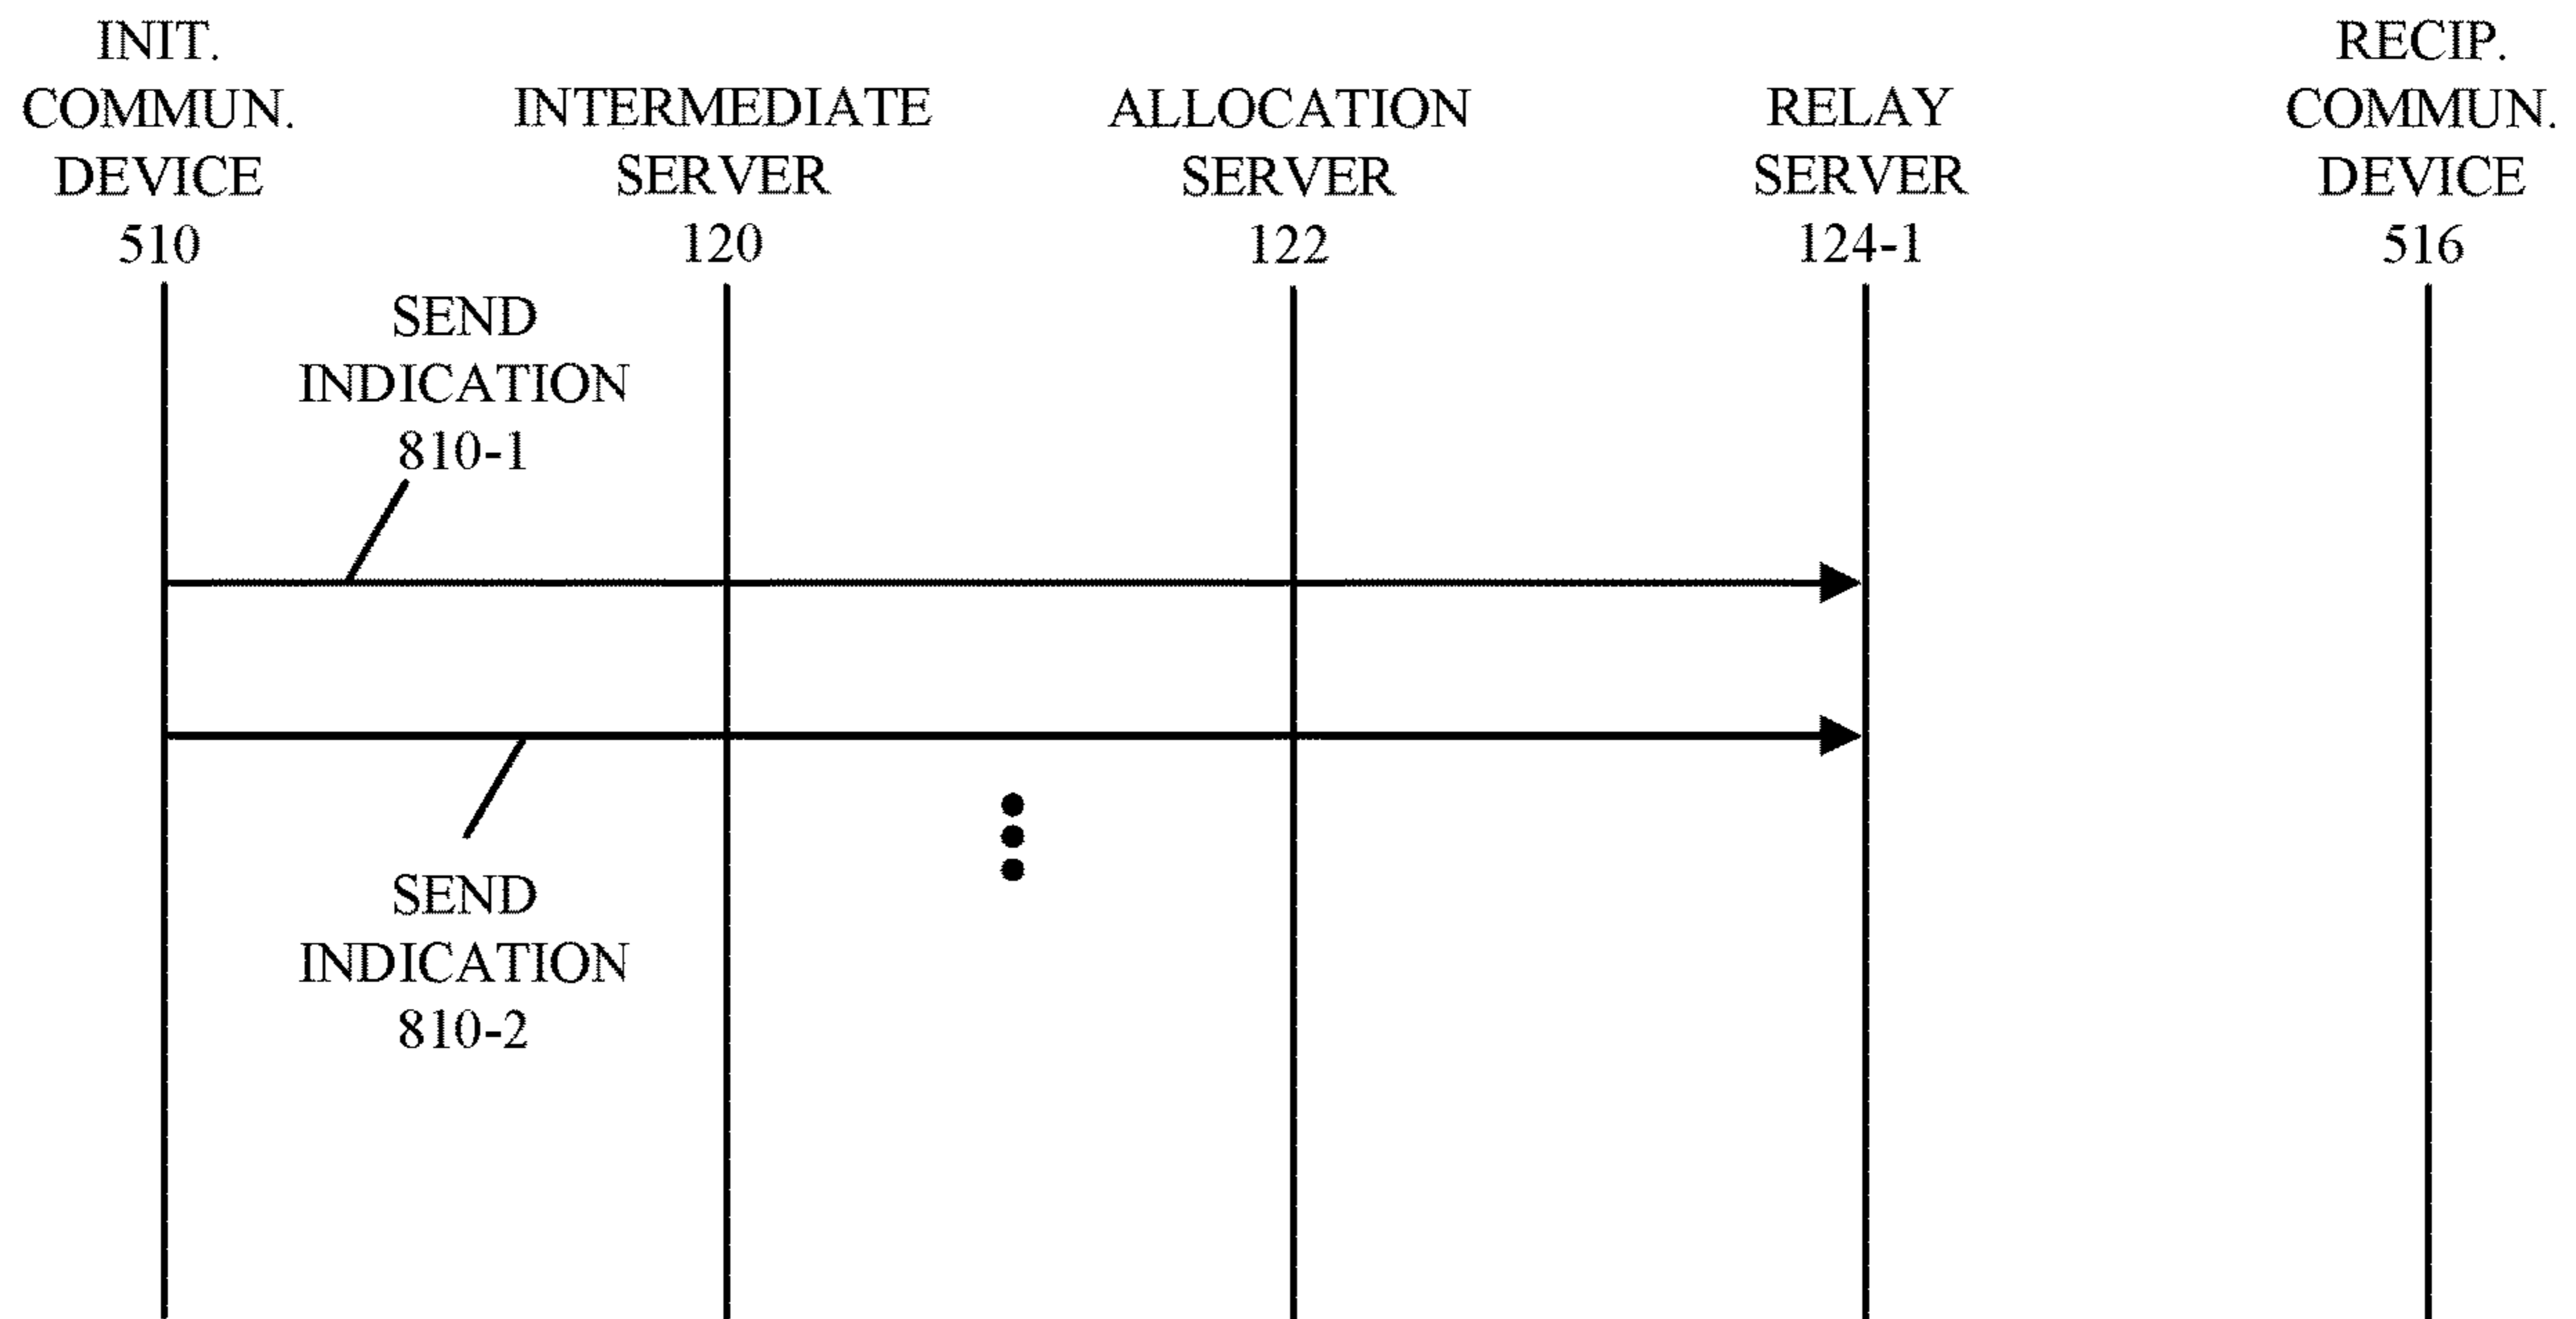 INIT.
COMMUN.
DEVICE
510
INTERMEDIATE
SERVER
120
ALLOCATION
SERVER
122
RELAY
SERVER
124-1
RECIP.
COMMUN.
DEVICE
516
SEND
INDICATION
810-1
SEND
INDICATION
810-2